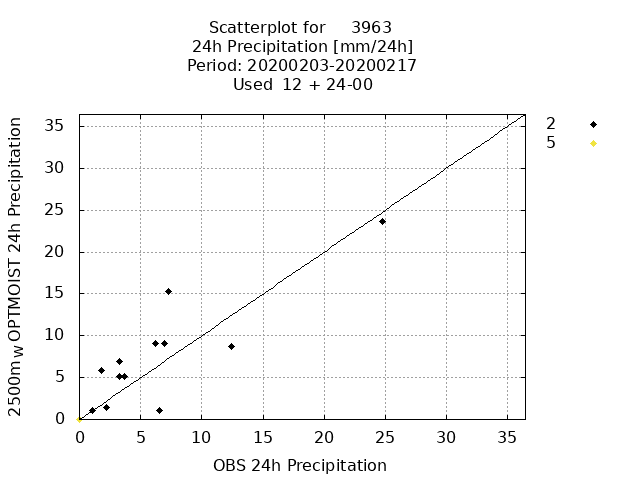 Scatterplot for 3963
24h Precipitation [mm/24h]
Period: 20200203-20200217
Used 12 + 24-00
2
5
2500m_w OPTMOIST 24h Precipitation
35
30
25
20
15
10
5
0
0 5 10 15 20 25 30 35
OBS 24h Precipitation